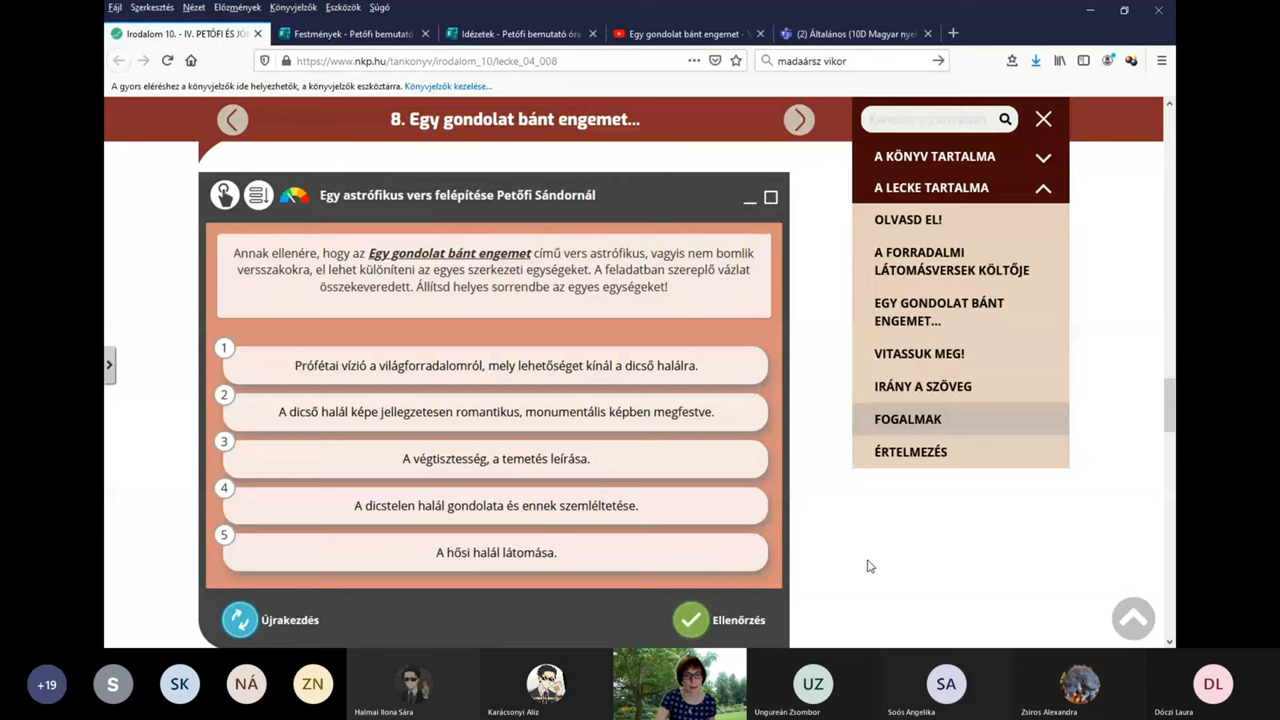 Fájl Szerkesztés Nézet Előzmények Könyvjelzők Eszközök Súgó
Irodalom 10. - IV. PETŐFI ÉS JÓ
Festmények - Petőfi bemutató
Idézetek - Petőfi bemutató óra
Egy gondolat bánt engemet -
(2) Általános (10D Magyar nye
https://www.nkp.hu/tankonyv/irodalom_10/lecke_04_008
madaársz vikor
A gyors eléréshez a könyvjelzők ide helyezhetők, a könyvjelzők eszköztárra. Könyvjelzők kezelése...
8. Egy gondolat bánt engemet...
A KÖNYV TARTALMA
A LECKE TARTALMA
OLVASD EL!
A FORRADALMI
LÁTOMÁSVERSEK KÖLTŐJE
EGY GONDOLAT BÁNT
ENGEMET...
VITASSUK MEG!
IRÁNY A SZÖVEG
FOGALMAK
ÉRTELMEZÉS
Egy astrófikus vers felépítése Petőfi Sándornál
Annak ellenére, hogy az Egy gondolat bánt engemet című vers astrófikus, vagyis nem bomlik
versszakokra, el lehet különíteni az egyes szerkezeti egységeket. A feladatban szereplő vázlat
összekeveredett. Állítsd helyes sorrendbe az egyes egységeket!
1
Prófétai vízió a világforradalomról, mely lehetőséget kínál a dicső halálra.
2
A dicső halál képe jellegzetesen romantikus, monumentális képben megfestve.
3
A végtisztesség, a temetés leírása.
4
A dicstelen halál gondolata és ennek szemléltetése.
5
A hősi halál látomása.
Újrakezdés
Ellenőrzés
+19
S
SK
NÁ
ZN
Halmai Ilona Sára
Karácsonyi Alíz
UZ
Ungureán Zsombor
SA
Soós Angelika
Zsiros Alexandra
DL
Dóczi Laura